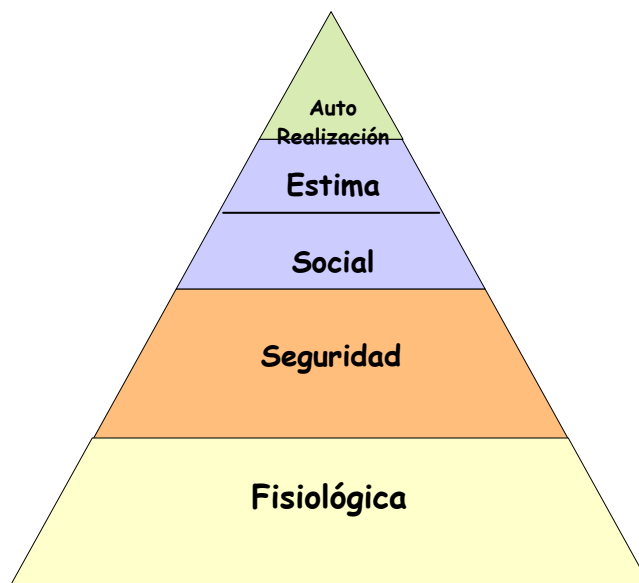 Auto
Realización
Estima
Social
Seguridad
Fisiológica